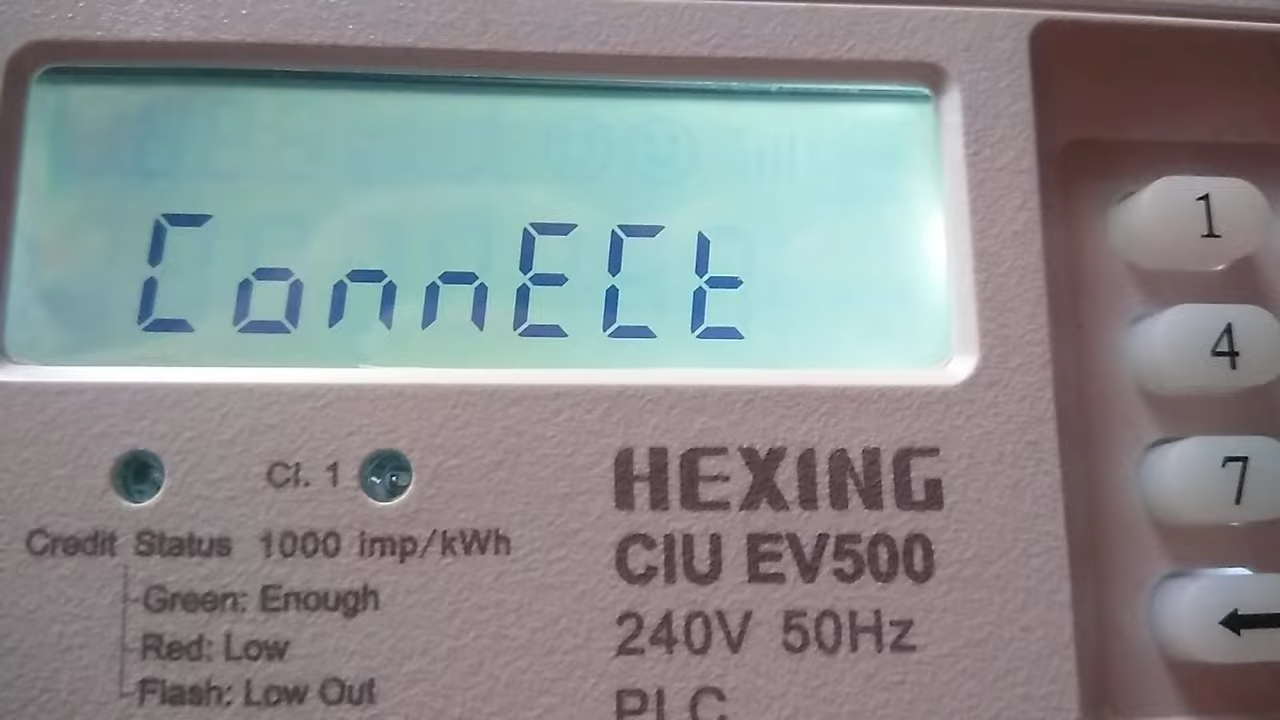 ConnECt
1
4
7
←
Cl. 1
Credit Status 1000 imp/kWh
Green: Enough
Red: Low
Flash: Low Out
HEXING
CIU EV500
240V 50Hz
PLC